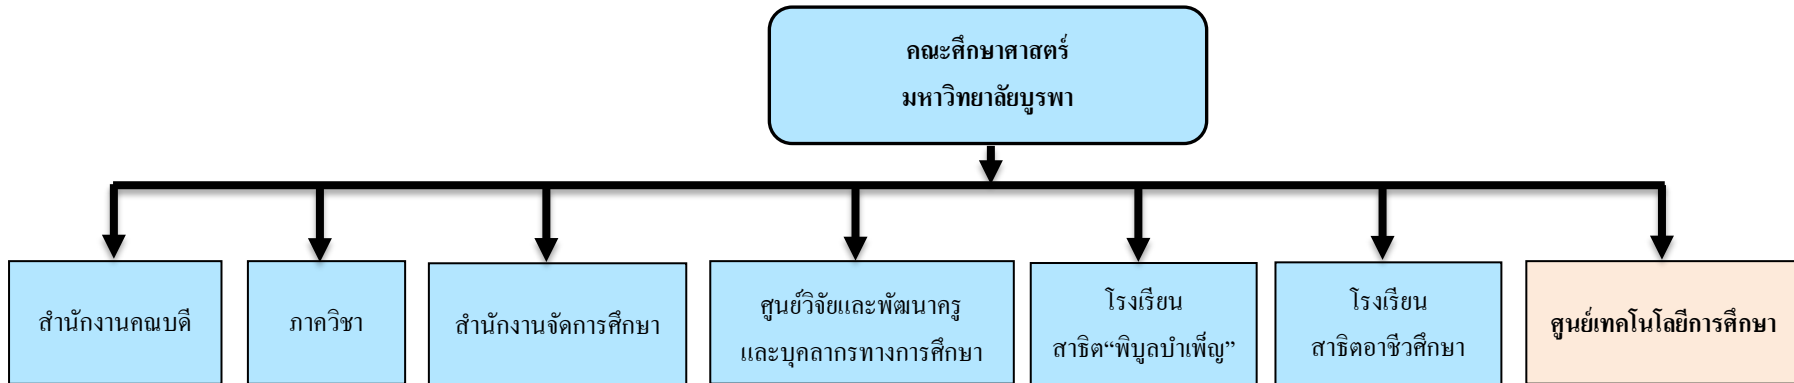 คณะศึกษาศาสตร์
มหาวิทยาลัยบูรพา
สำนักงานคณบดี
ภาควิชา
สำนักงานจัดการศึกษา
ศูนย์วิจัยและพัฒนาครู
และบุคลากรทางการศึกษา
โรงเรียน
สาธิต“พิบูลบำเพ็ญ”
โรงเรียน
สาธิตอาชีวศึกษา
ศูนย์เทคโนโลยีการศึกษา